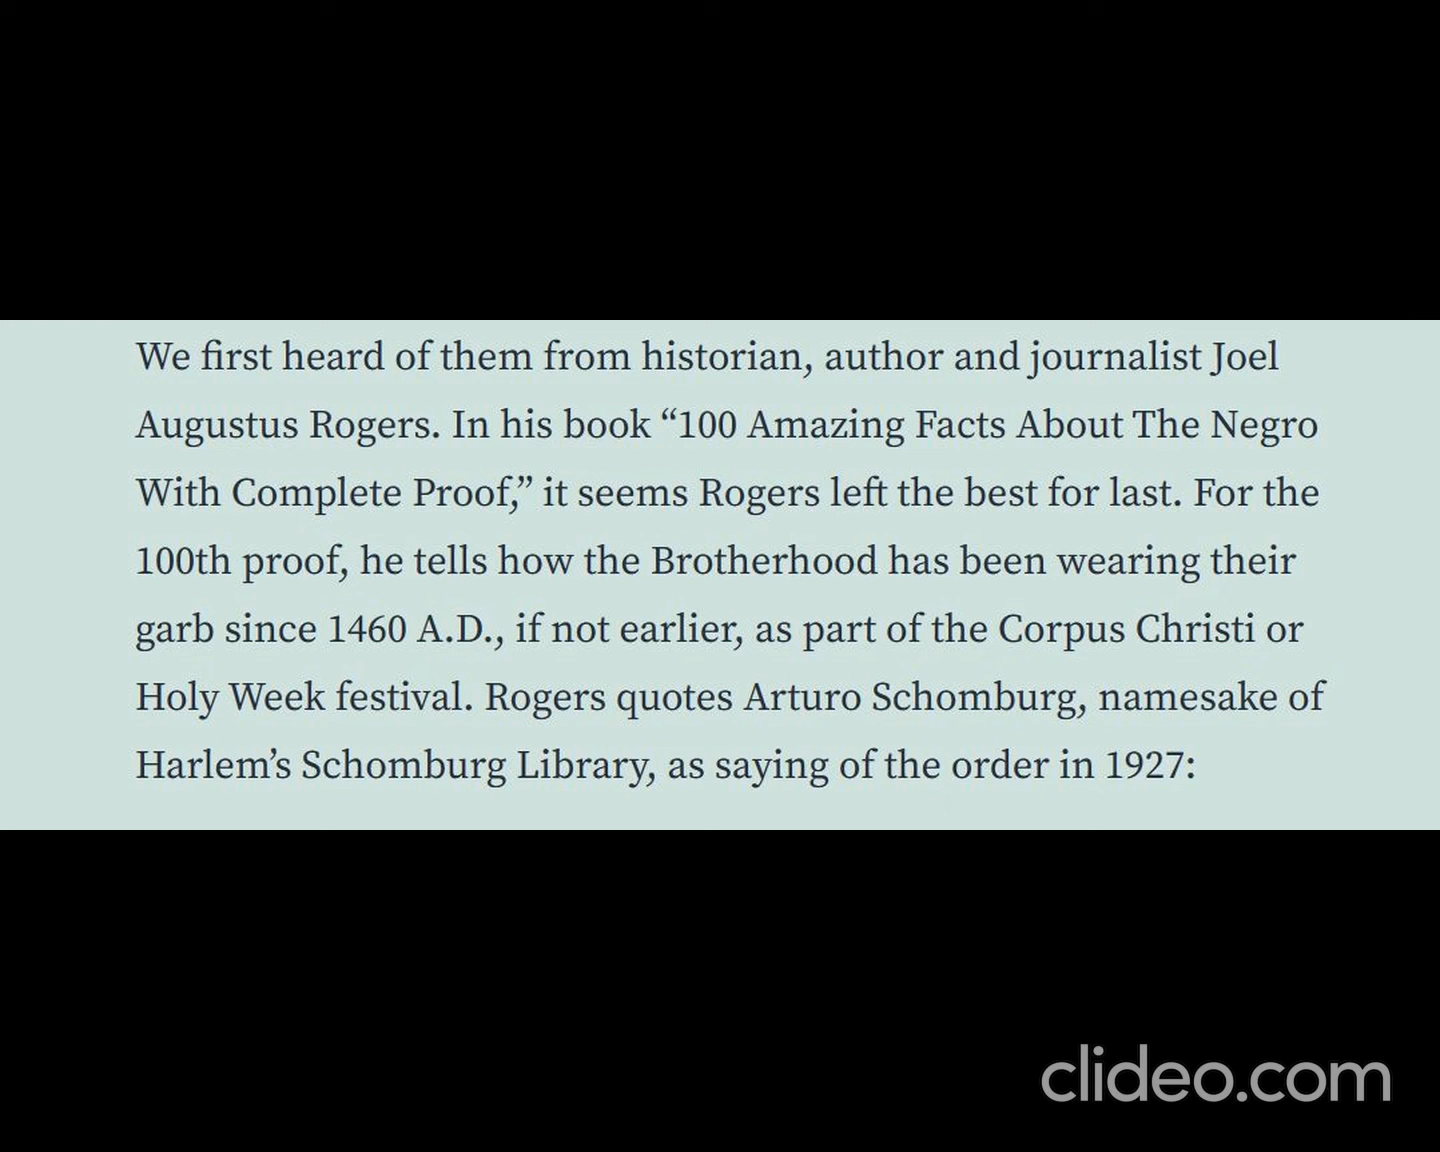 We first heard of them from historian, author and journalist Joel
Augustus Rogers. In his book “100 Amazing Facts About The Negro
With Complete Proof,” it seems Rogers left the best for last. For the
100th proof, he tells how the Brotherhood has been wearing their
garb since 1460 A.D., if not earlier, as part of the Corpus Christi or
Holy Week festival. Rogers quotes Arturo Schomburg, namesake of
Harlem’s Schomburg Library, as saying of the order in 1927:
clideo.com